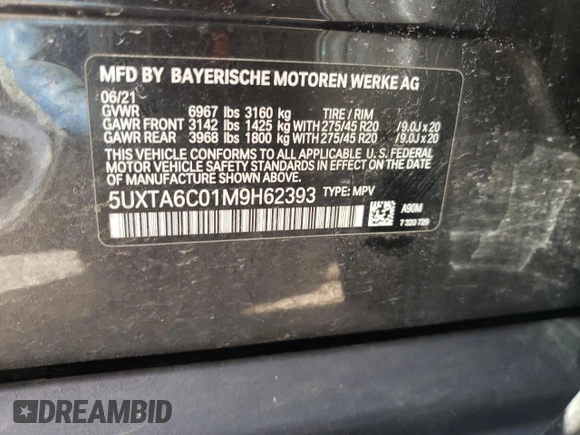 MFD BY BAYERISCHE MOTOREN WERKE AG
06/21
GVWR 6967 lbs 3160 kg TIRE / RIM
GAWR FRONT 3142 lbs 1425 kg WITH 275/45 R20 /9.0J x 20
GAWR REAR 3968 lbs 1800 kg WITH 275/45 R20 /9.0J x 20
THIS VEHICLE CONFORMS TO ALL APPLICABLE U.S. FEDERAL
MOTOR VEHICLE SAFETY STANDARDS IN EFFECT ON THE DATE
OF MANUFACTURE SHOWN ABOVE.
5UXTA6C01M9H62393 TYPE: MPV
A90M
7 320 729
DREAMBID